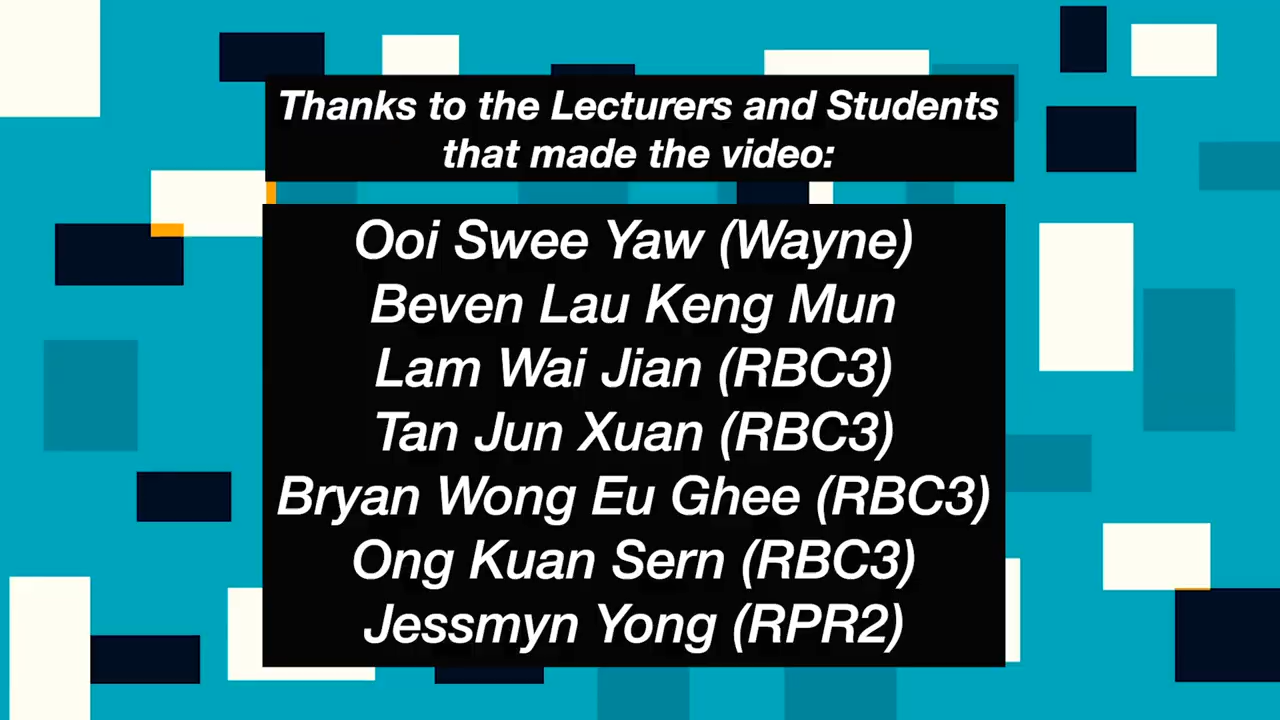 Thanks to the Lecturers and Students
that made the video:
Ooi Swee Yaw (Wayne)
Beven Lau Keng Mun
Lam Wai Jian (RBC3)
Tan Jun Xuan (RBC3)
Bryan Wong Eu Ghee (RBC3)
Ong Kuan Sern (RBC3)
Jessmyn Yong (RPR2)